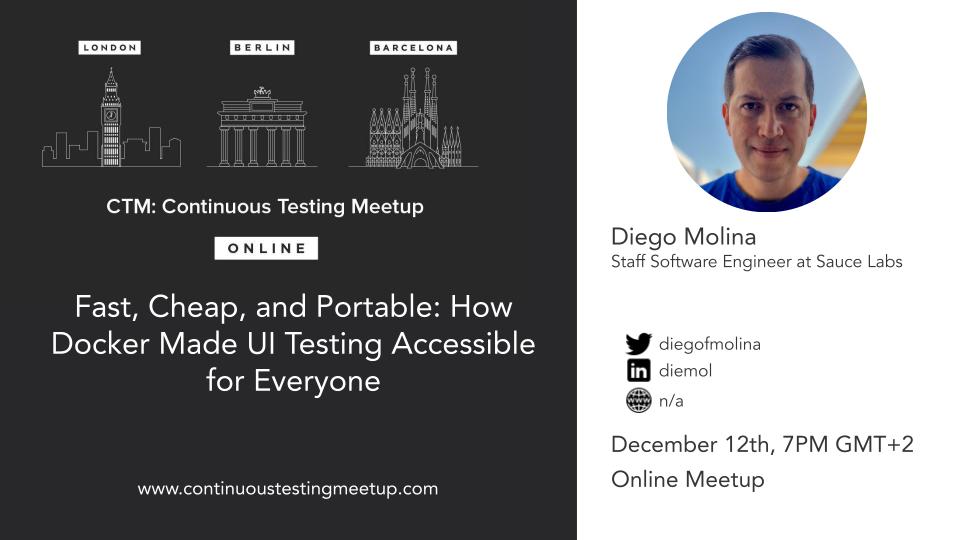 LONDON
BERLIN
BARCELONA
CTM: Continuous Testing Meetup
ONLINE
Fast, Cheap, and Portable: How
Docker Made UI Testing Accessible
for Everyone
www.continuoustestingmeetup.com
Diego Molina
Staff Software Engineer at Sauce Labs
diegofmolina
in diemol
www n/a
December 12th, 7PM GMT+2
Online Meetup